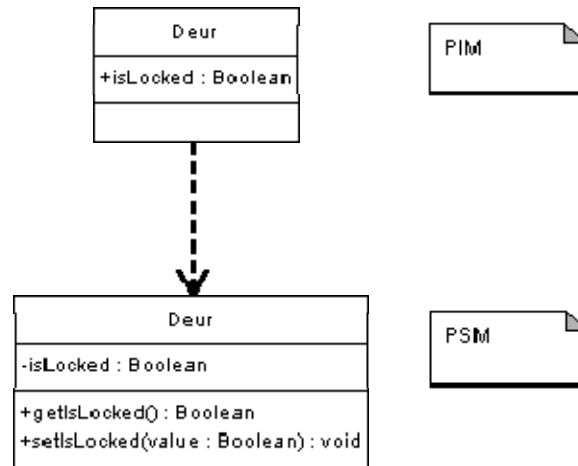 Deur
+isLocked : Boolean
PIM
Deur
-isLocked : Boolean
+getIsLocked() : Boolean
+setIsLocked(value : Boolean) : void
PSM